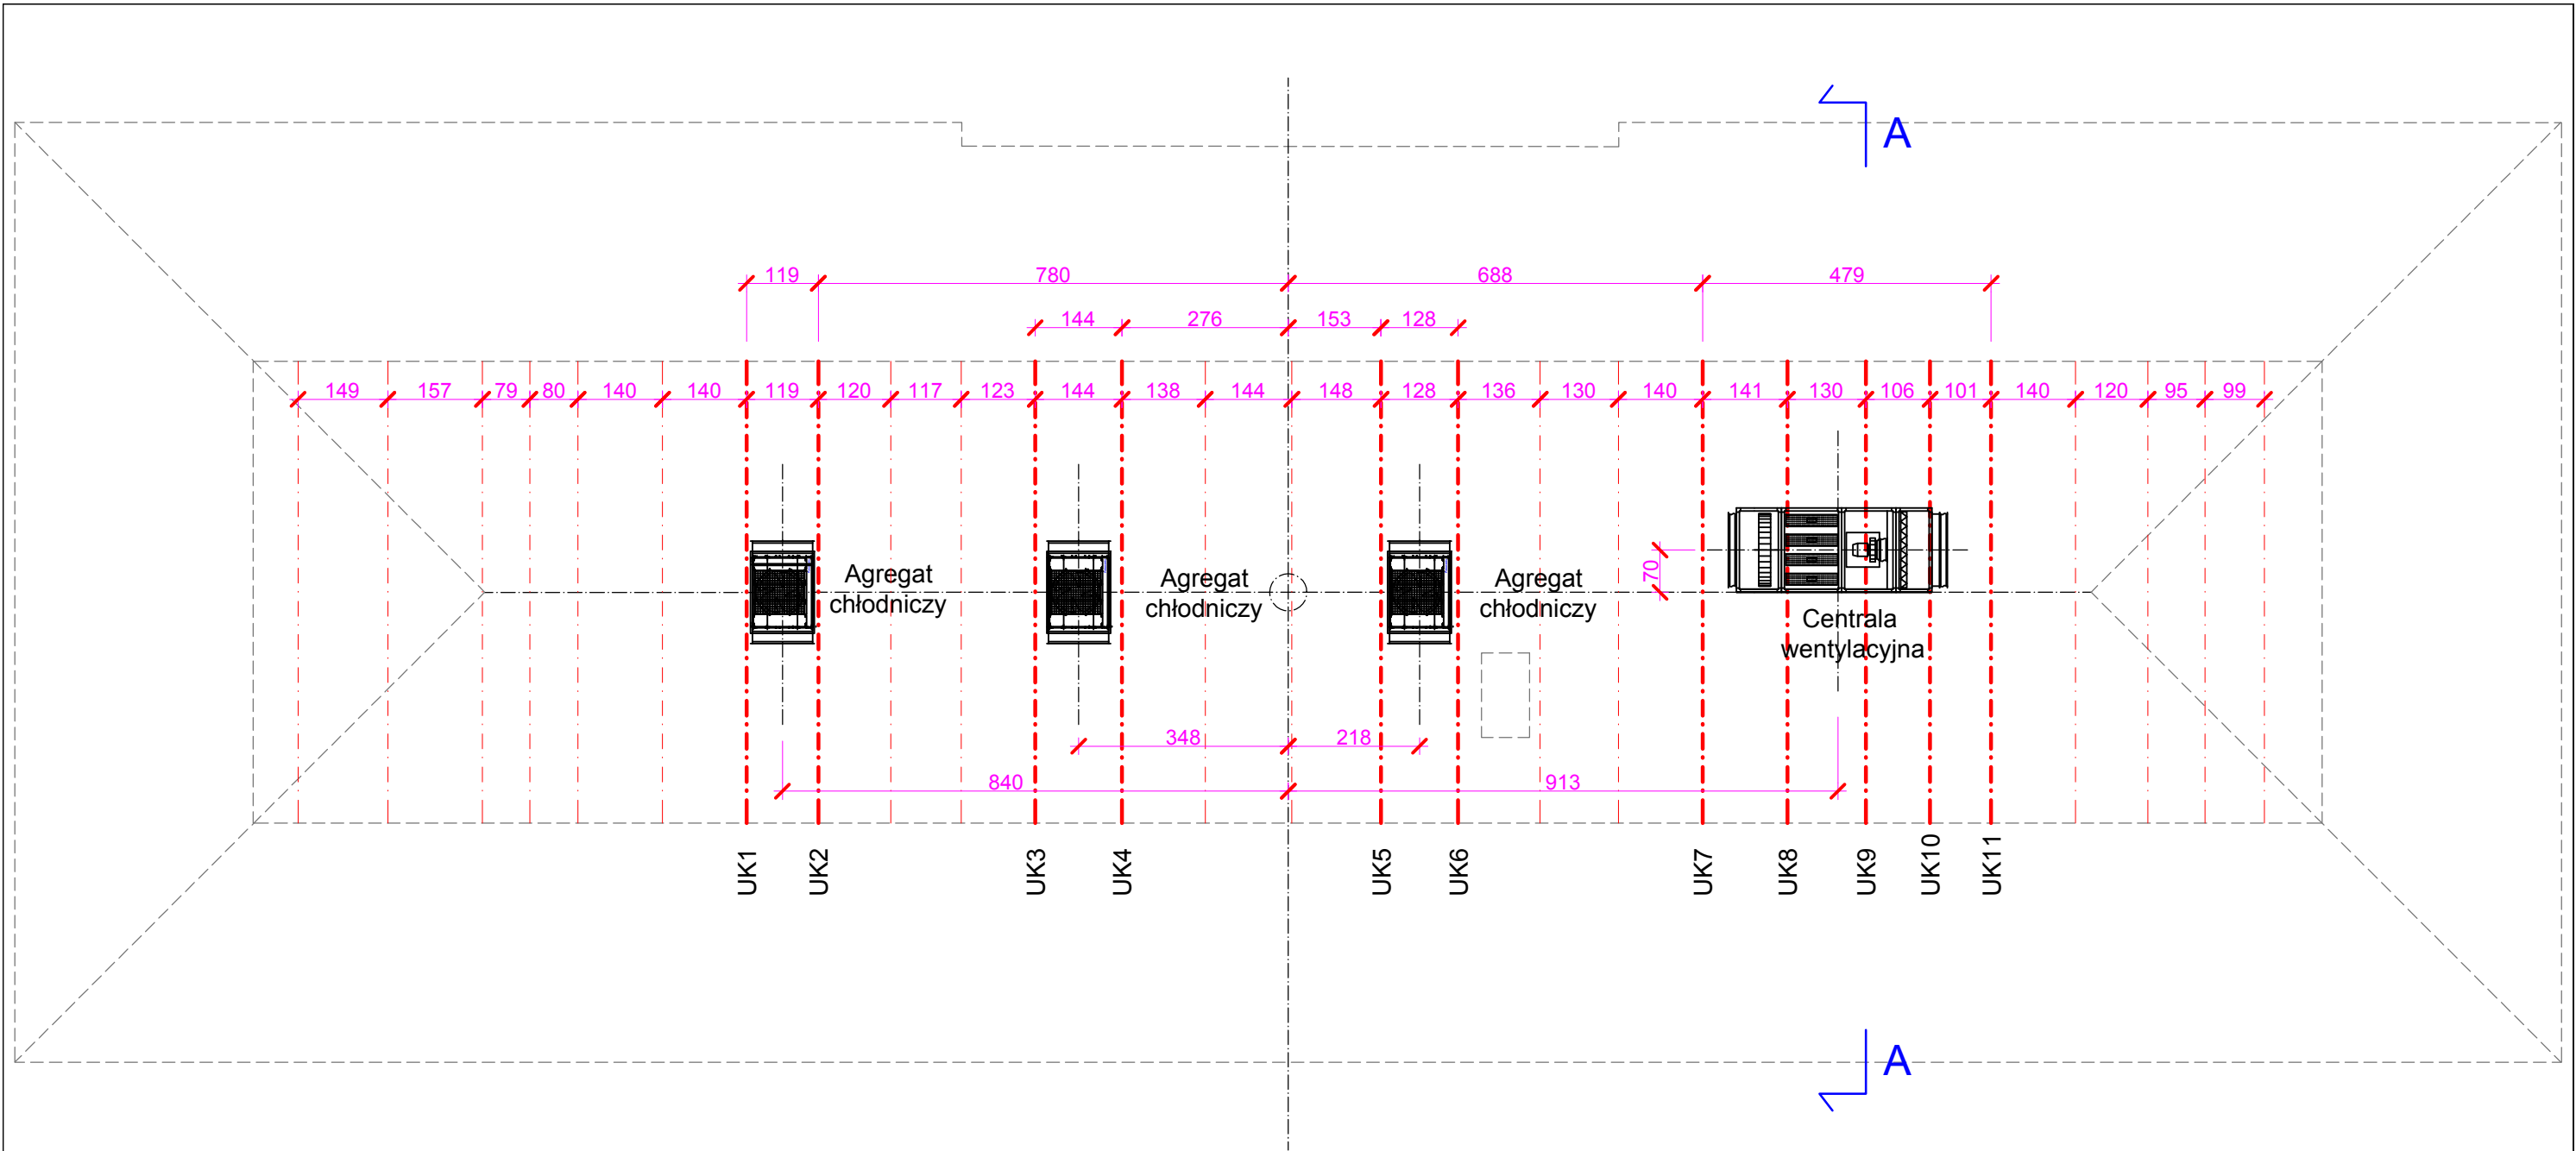 A
119 780 688 479
144 276 153 128
149 157 79 80 140 140 119 120 117 123 144 138 144 148 128 136 130 140 141 130 106 101 140 120 95 99
Agregat
chłodniczy
Agregat
chłodniczy
Agregat
chłodniczy
70
Centrala
wentylacyjna
348 218
840 913
UK1 UK2 UK3 UK4 UK5 UK6 UK7 UK8 UK9 UK10 UK11
A